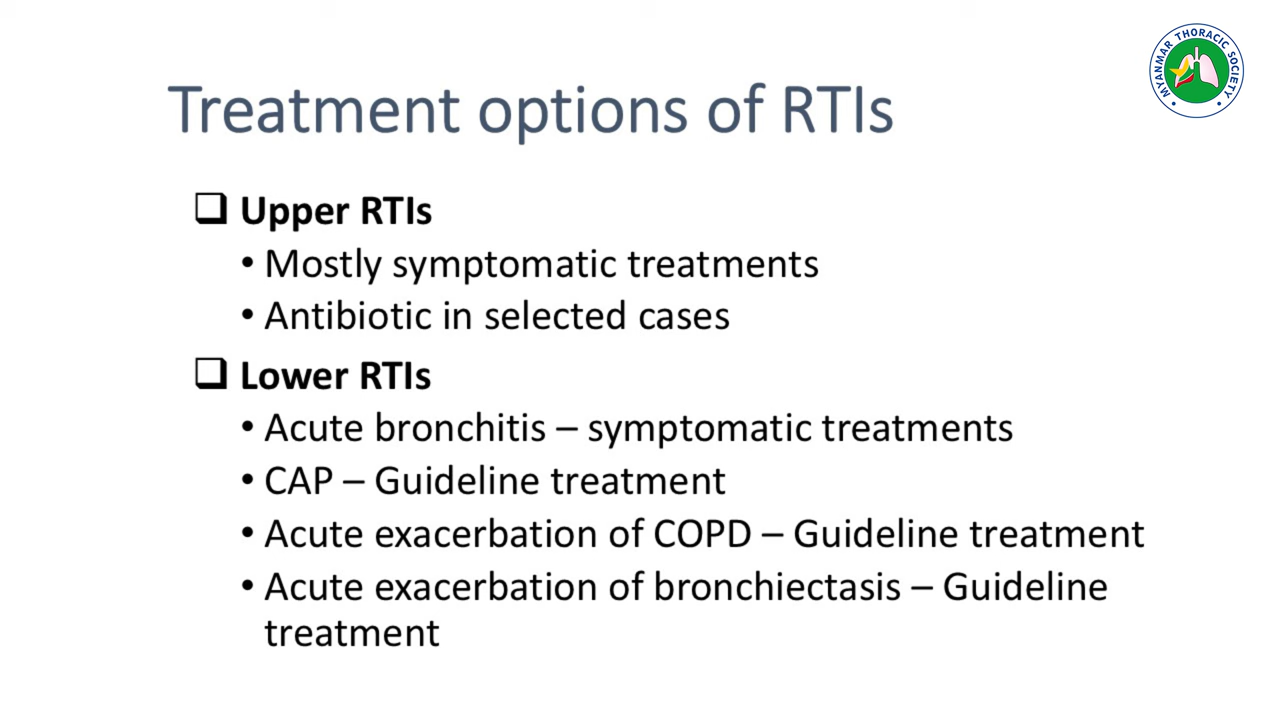 MYANMAR THORACIC SOCIETY
Treatment options of RTIs
❑ Upper RTIs
• Mostly symptomatic treatments
• Antibiotic in selected cases
❑ Lower RTIs
• Acute bronchitis – symptomatic treatments
• CAP – Guideline treatment
• Acute exacerbation of COPD – Guideline treatment
• Acute exacerbation of bronchiectasis – Guideline
treatment